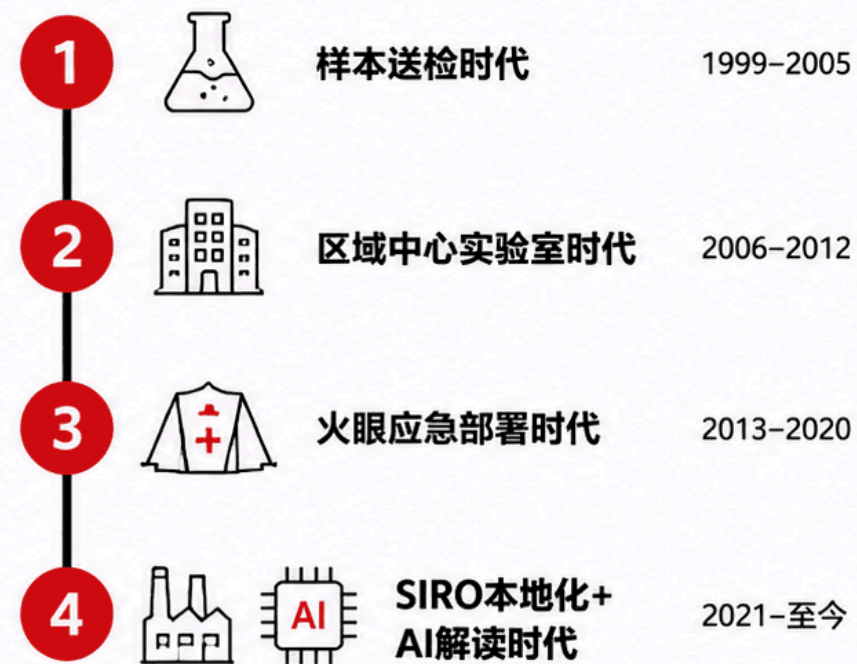 1
样本送检时代
1999–2005
2
区域中心实验室时代
2006–2012
3
火眼应急部署时代
2013–2020
4
AI
SIRO本地化+
AI解读时代
2021–至今